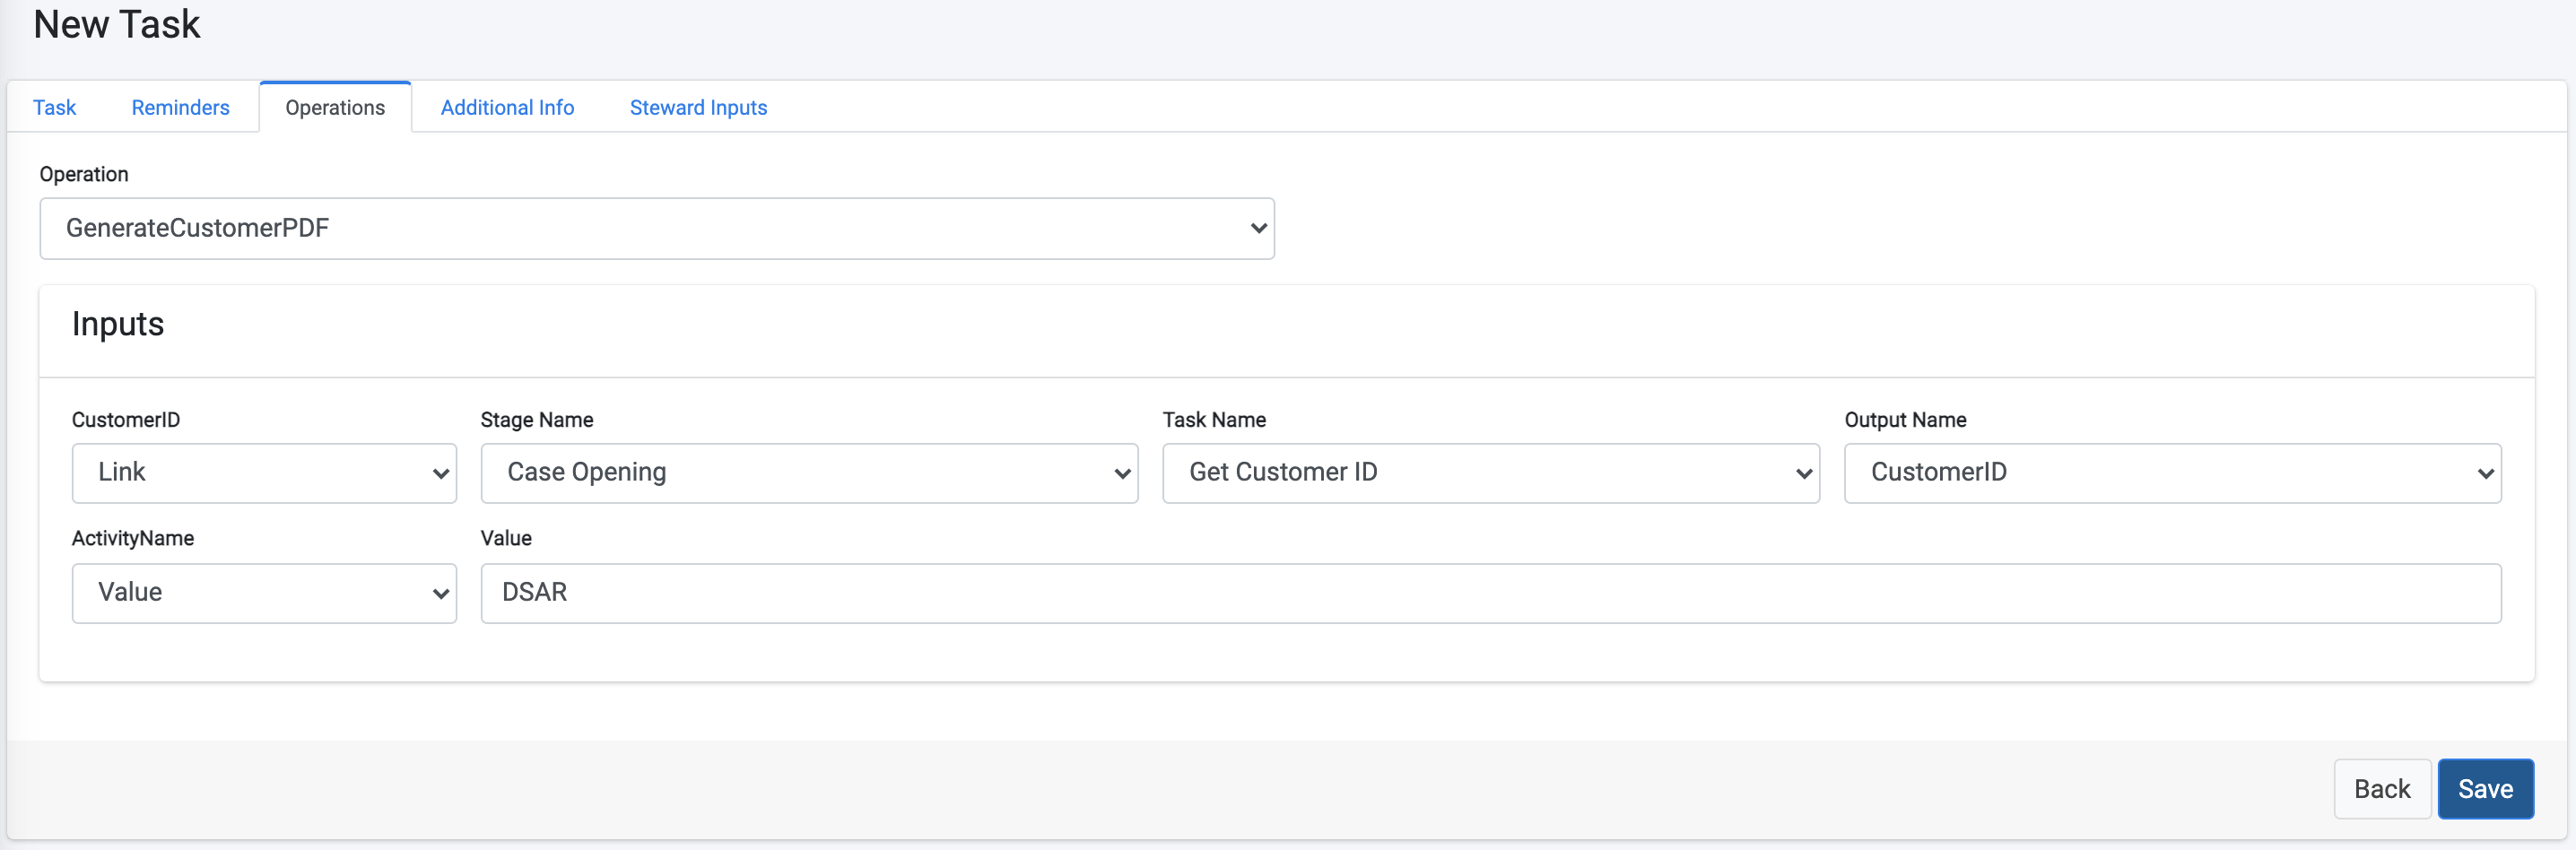 New Task
Task Reminders Operations Additional Info Steward Inputs
Operation
GenerateCustomerPDF
Inputs
CustomerID Stage Name Task Name Output Name
Link Case Opening Get Customer ID CustomerID
ActivityName Value
Value DSAR
Back Save